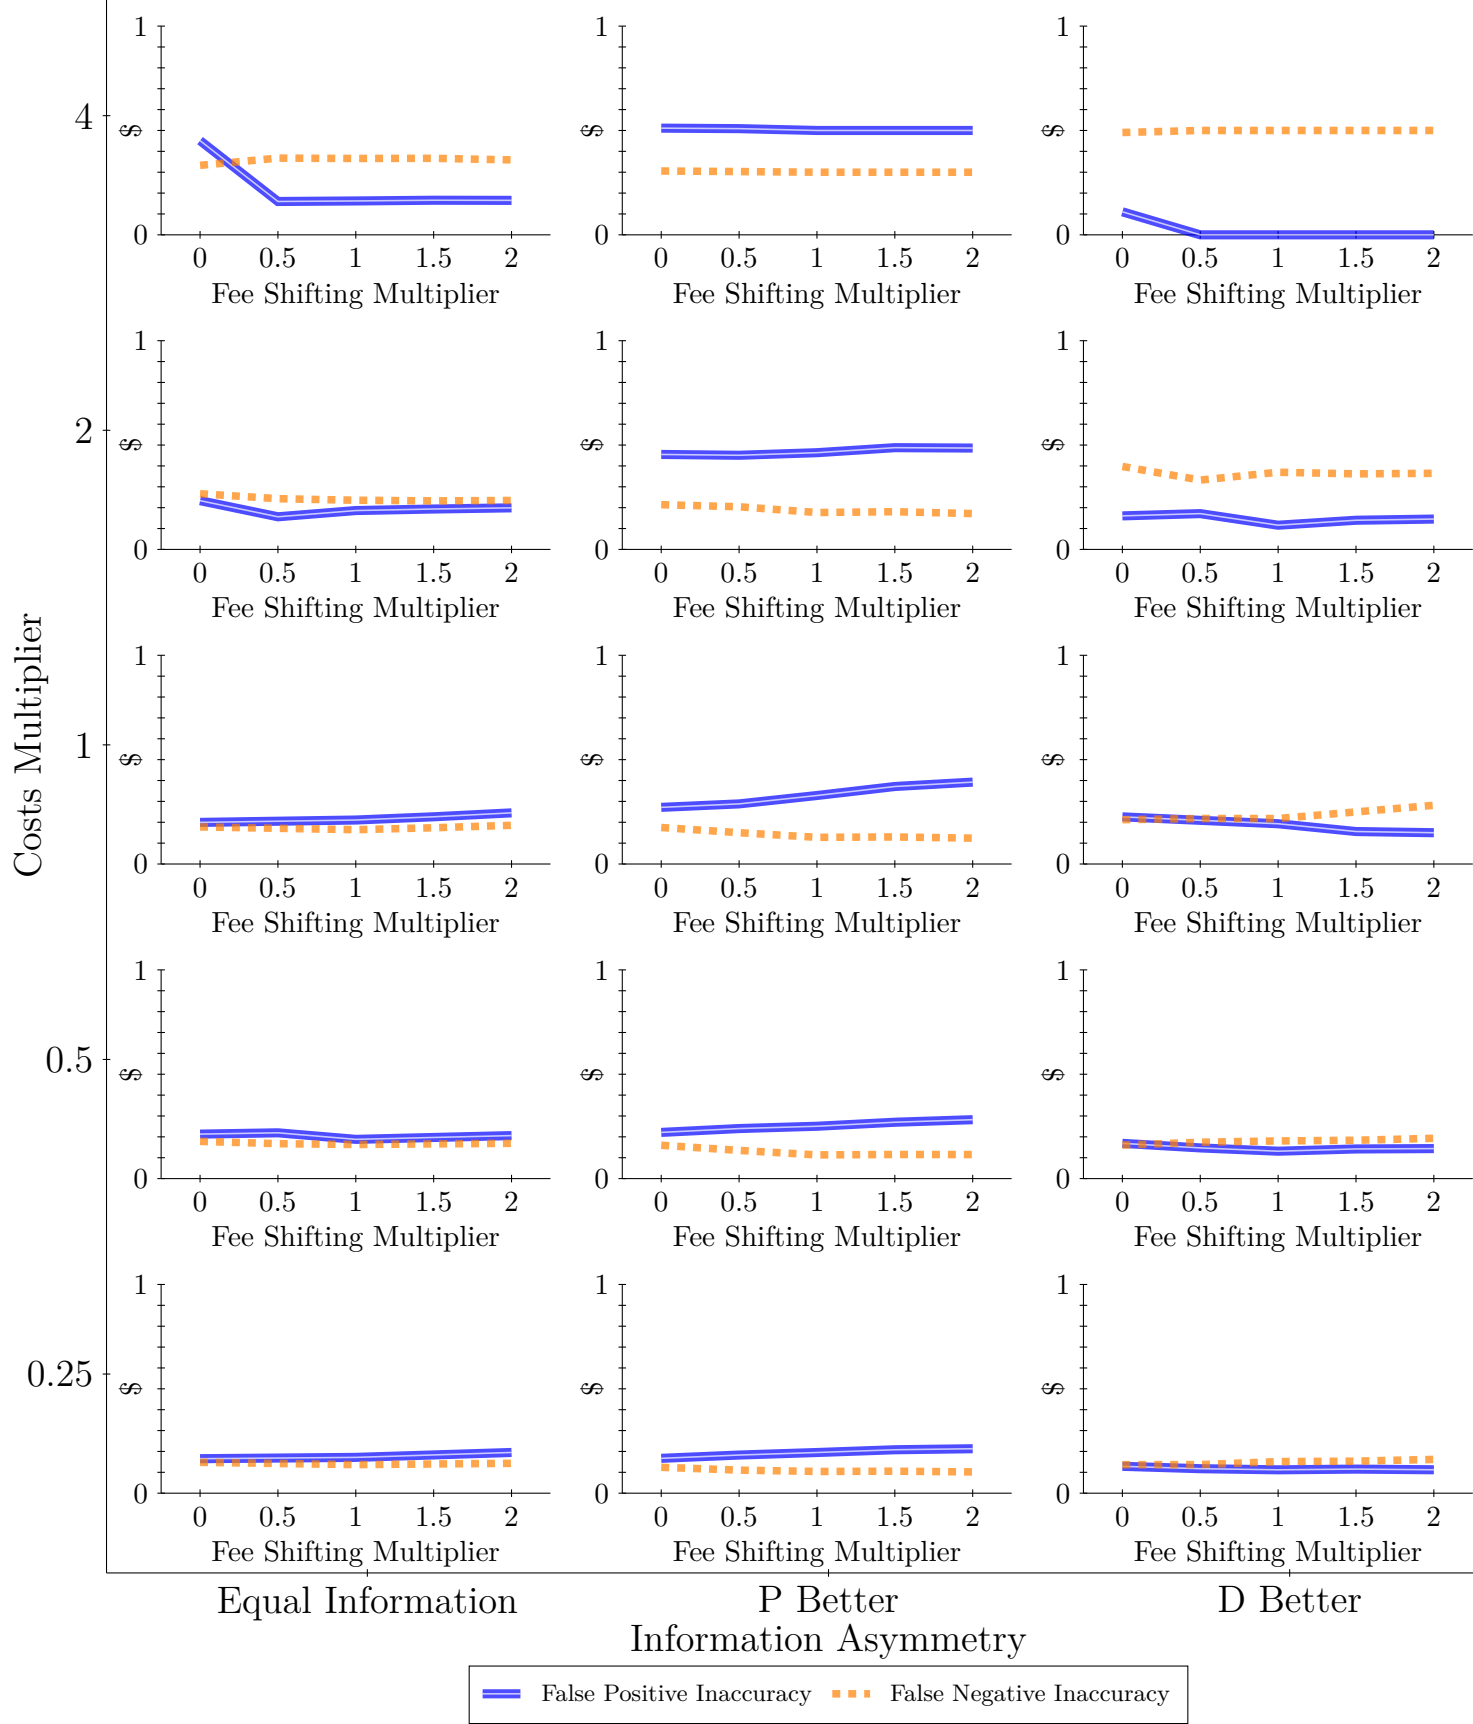 Costs Multiplier
4
2
1
0.5
0.25
1
$
0
0 0.5 1 1.5 2
Fee Shifting Multiplier
1
$
0
0 0.5 1 1.5 2
Fee Shifting Multiplier
1
$
0
0 0.5 1 1.5 2
Fee Shifting Multiplier
1
$
0
0 0.5 1 1.5 2
Fee Shifting Multiplier
1
$
0
0 0.5 1 1.5 2
Fee Shifting Multiplier
1
$
0
0 0.5 1 1.5 2
Fee Shifting Multiplier
1
$
0
0 0.5 1 1.5 2
Fee Shifting Multiplier
1
$
0
0 0.5 1 1.5 2
Fee Shifting Multiplier
1
$
0
0 0.5 1 1.5 2
Fee Shifting Multiplier
1
$
0
0 0.5 1 1.5 2
Fee Shifting Multiplier
1
$
0
0 0.5 1 1.5 2
Fee Shifting Multiplier
1
$
0
0 0.5 1 1.5 2
Fee Shifting Multiplier
1
$
0
0 0.5 1 1.5 2
Fee Shifting Multiplier
1
$
0
0 0.5 1 1.5 2
Fee Shifting Multiplier
1
$
0
0 0.5 1 1.5 2
Fee Shifting Multiplier
Equal Information P Better D Better
Information Asymmetry
False Positive Inaccuracy False Negative Inaccuracy